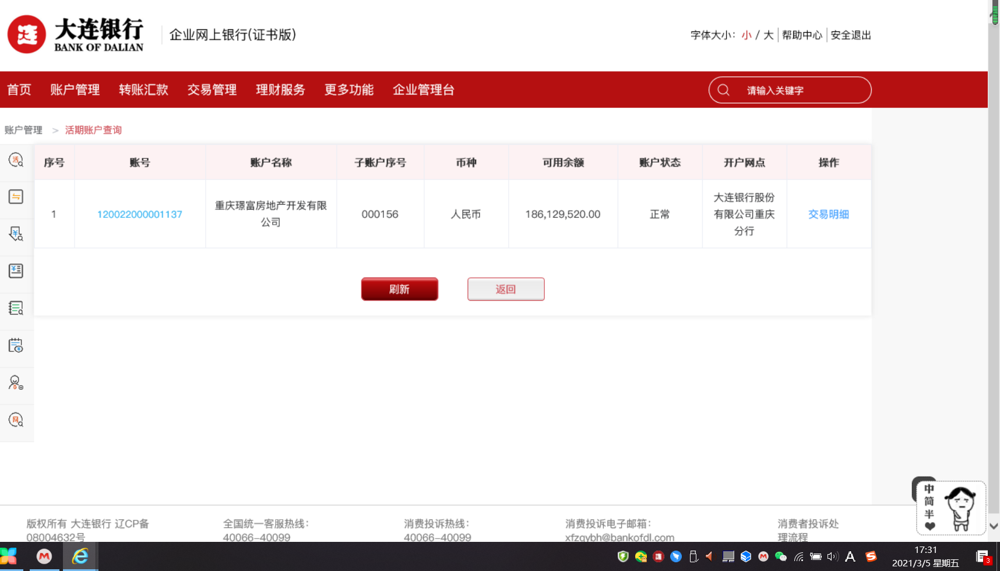 大连银行
BANK OF DALIAN
企业网上银行(证书版)
字体大小: 小 / 大 帮助中心 安全退出
首页 账户管理 转账汇款 交易管理 理财服务 更多功能 企业管理台
请输入关键字
账户管理 > 活期账户查询
序号 账号 账户名称 子账户序号 币种 可用余额 账户状态 开户网点 操作
1 120022000001137 重庆璟富房地产开发有限公司 000156 人民币 186,129,520.00 正常 大连银行股份有限公司重庆分行 交易明细
刷新 返回
中
简
半
版权所有 大连银行 辽CP备 全国统一客服热线: 消费投诉热线: 消费投诉电子邮箱: 消费者投诉处
08004632号 40066-40099 40066-40099 xfzqybh@bankofdl.com 理流程
17:31
2021/3/5 星期五
3